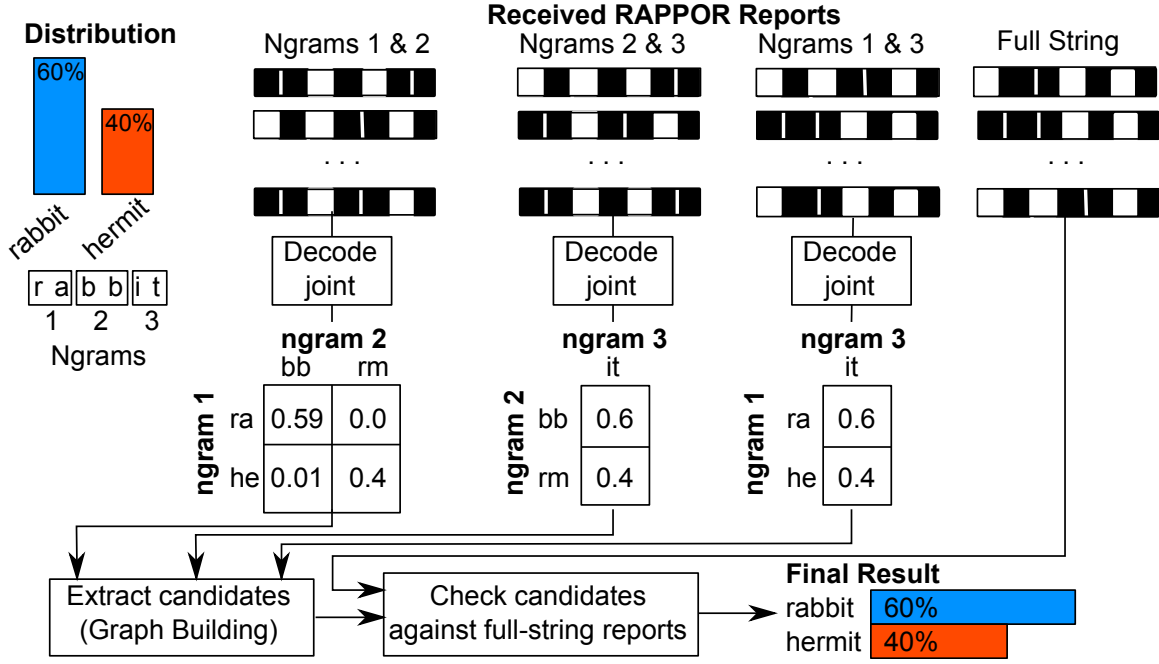 Received RAPPOR Reports
Distribution
60%
40%
rabbit
hermit
r a b b i t
1 2 3
Ngrams
Ngrams 1 & 2
Ngrams 2 & 3
Ngrams 1 & 3
Full String
. . .
. . .
. . .
. . .
Decode
joint
Decode
joint
Decode
joint
ngram 2
bb rm
ngram 1
ra 0.59 0.0
he 0.01 0.4
ngram 3
it
ngram 2
bb 0.6
rm 0.4
ngram 3
it
ngram 1
ra 0.6
he 0.4
Extract candidates
(Graph Building)
Check candidates
against full-string reports
Final Result
rabbit 60%
hermit 40%